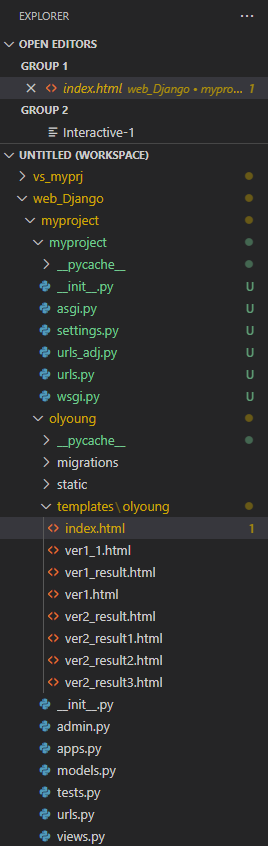 EXPLORER ···
OPEN EDITORS
GROUP 1
index.html web_Django • mypro... 1
GROUP 2
Interactive-1
UNTITLED (WORKSPACE)
vs_myprj
web_Django
myproject
myproject
__pycache__
__init__.py U
asgi.py U
settings.py U
urls_adj.py U
urls.py U
wsgi.py U
olyoung
__pycache__
migrations
static
templates\olyoung
index.html 1
ver1_1.html
ver1_result.html
ver1.html
ver2_result.html
ver2_result1.html
ver2_result2.html
ver2_result3.html
__init__.py
admin.py
apps.py
models.py
tests.py
urls.py
views.py